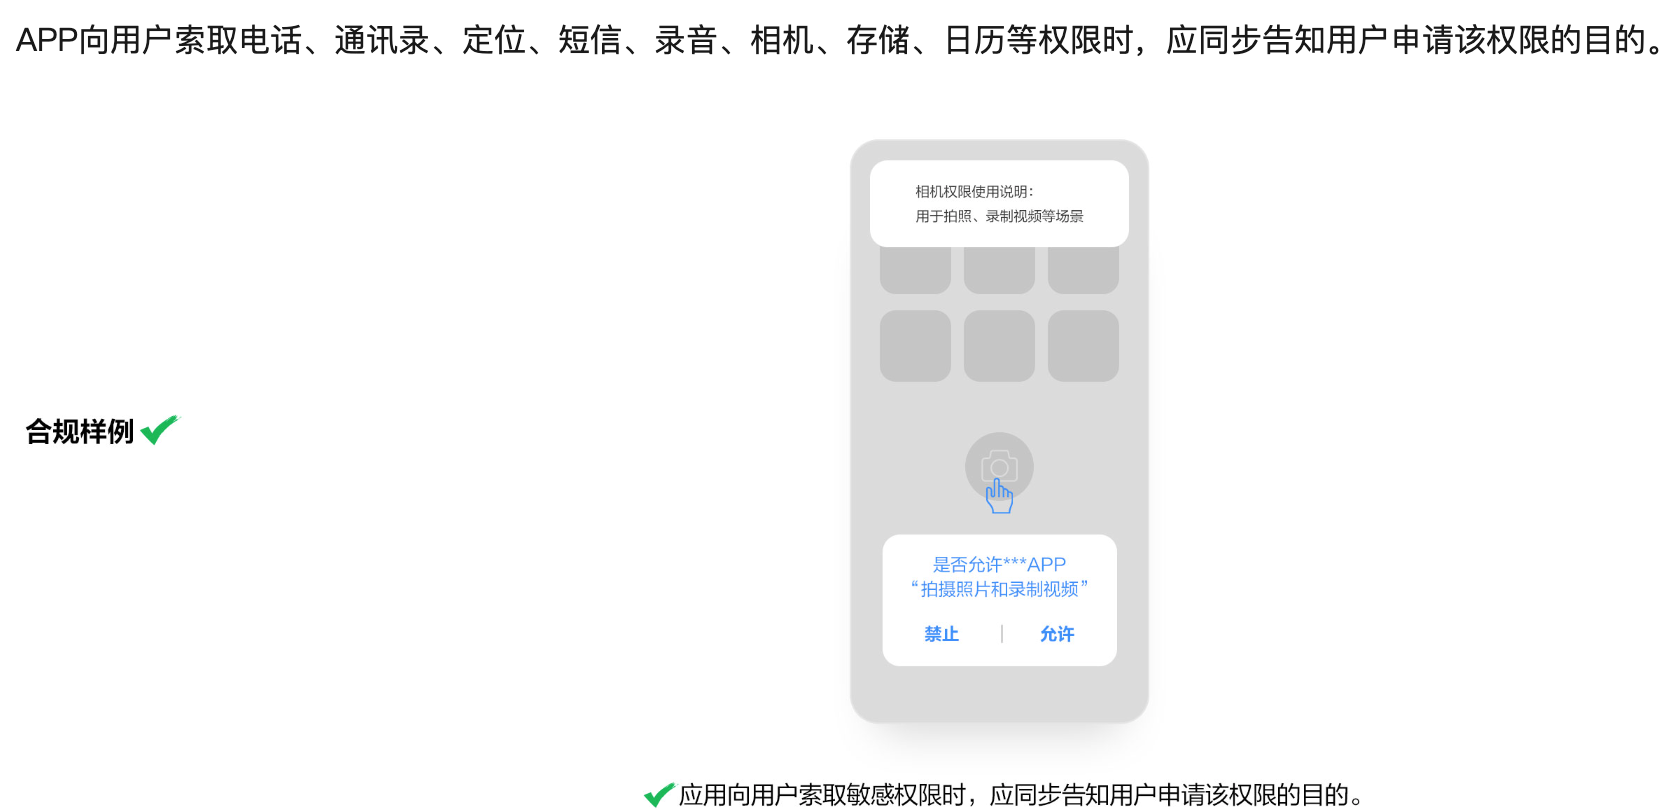 APP向用户索取电话、通讯录、定位、短信、录音、相机、存储、日历等权限时，应同步告知用户申请该权限的目的。
相机权限使用说明：
用于拍照、录制视频等场景
合规样例
是否允许***APP
“拍摄照片和录制视频”
禁止 | 允许
应用向用户索取敏感权限时，应同步告知用户申请该权限的目的。